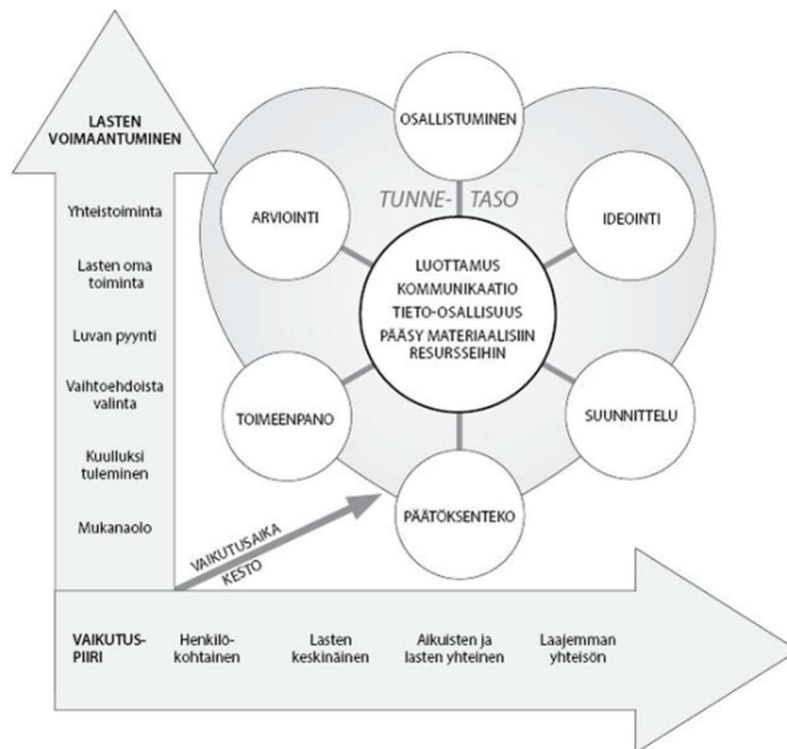 LASTEN
VOIMAANTUMINEN
Yhteistoiminta
Lasten oma
toiminta
Luvan pyynti
Vaihtoehdoista
valinta
Kuulluksi
tuleminen
Mukanaolo
OSALLISTUMINEN
TUNNE- TASO
ARVIOINTI
IDEOINTI
LUOTTAMUS
KOMMUNIKAATIO
TIETO-OSALLISUUS
PÄÄSY MATERIAALISIIN
RESURSSEIHIN
TOIMEENPANO
SUUNNITTELU
PÄÄTÖKSENTEKO
VAIKUTUSAIKA
KESTO
VAIKUTUS-
PIIRI
Henkilö-
kohtainen
Lasten
keskinäinen
Aikuisten ja
lasten yhteinen
Laajemman
yhteisön